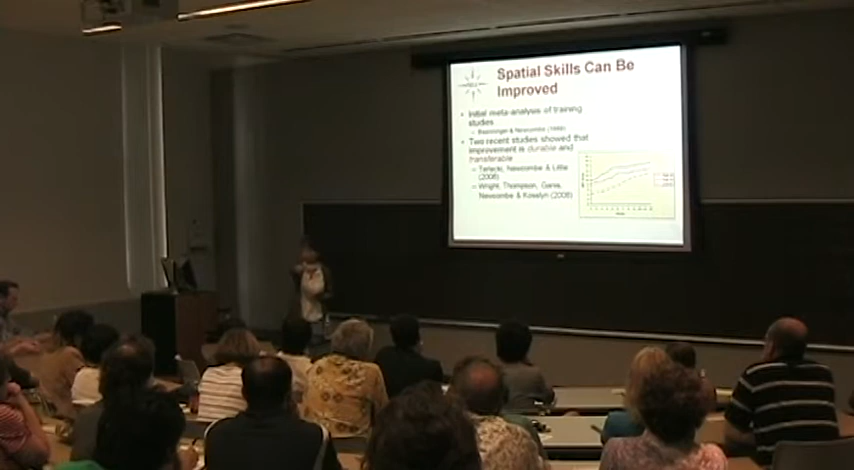 Spatial Skills Can Be
Improved
• Initial meta-analysis of training
studies
– Baenninger & Newcombe (1989)
• Two recent studies showed that
improvement is durable and
transferable
– Terlecki, Newcombe & Little
(2008)
– Wright, Thompson, Ganis,
Newcombe & Kosslyn (2008)